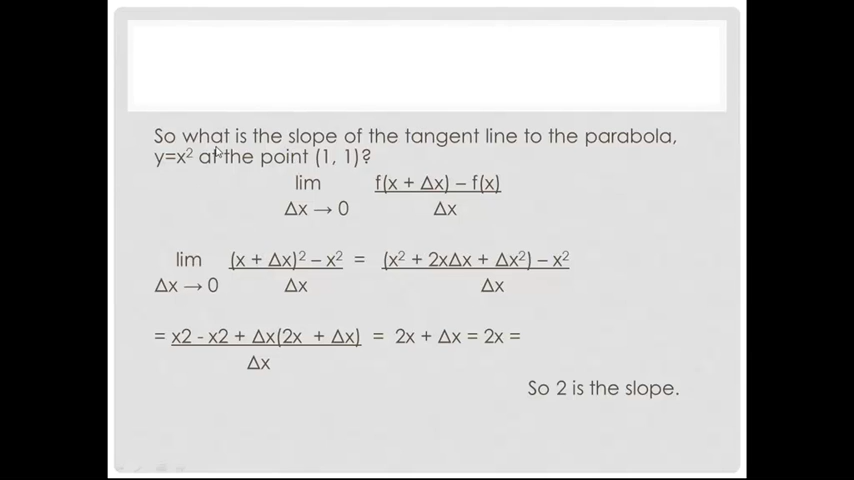 So what is the slope of the tangent line to the parabola,
y=x² at the point (1, 1)?
lim f(x + Δx) – f(x)
Δx → 0 Δx
lim (x + Δx)² – x² = (x² + 2xΔx + Δx²) – x²
Δx → 0 Δx Δx
= x2 - x2 + Δx(2x + Δx) = 2x + Δx = 2x =
Δx
So 2 is the slope.